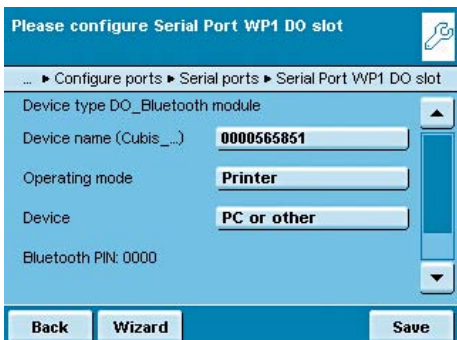 Please configure Serial Port WP1 DO slot
... ▸ Configure ports ▸ Serial ports ▸ Serial Port WP1 DO slot
Device type DO_Bluetooth module
Device name (Cubis_...) 0000565851
Operating mode Printer
Device PC or other
Bluetooth PIN: 0000
Back Wizard Save